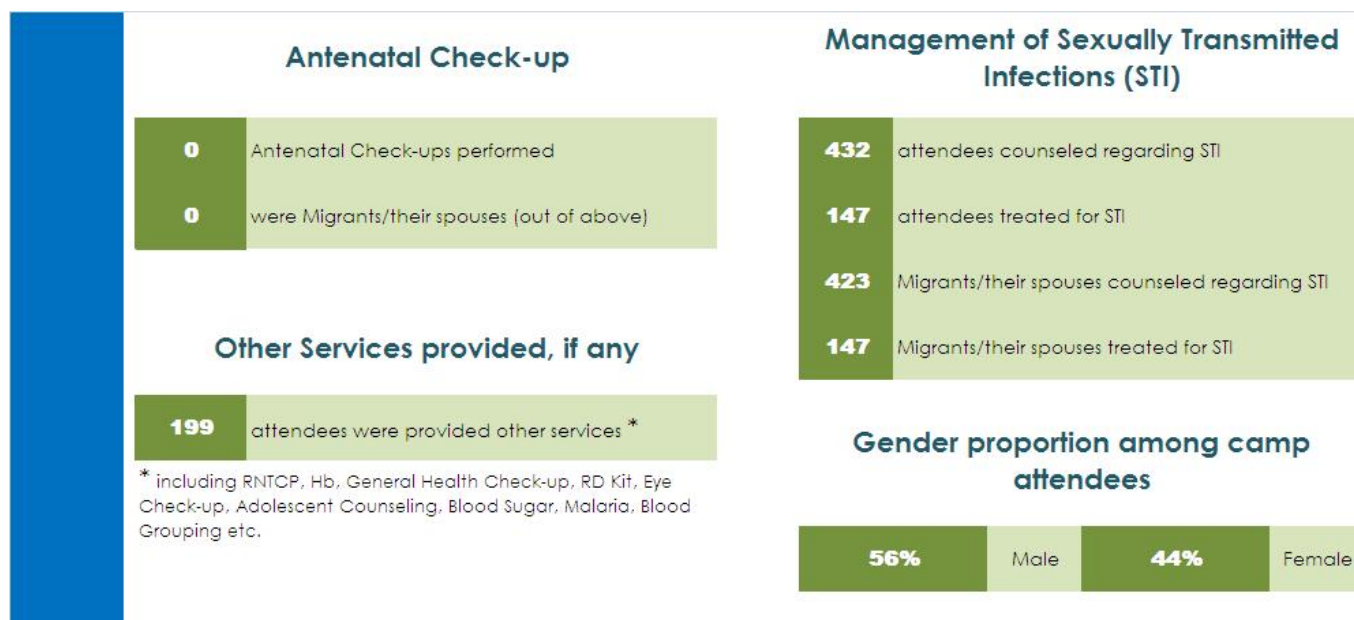 Antenatal Check-up
0 Antenatal Check-ups performed
0 were Migrants/their spouses (out of above)
Other Services provided, if any
199 attendees were provided other services *
* including RNTCP, Hb, General Health Check-up, RD Kit, Eye
Check-up, Adolescent Counseling, Blood Sugar, Malaria, Blood
Grouping etc.
Management of Sexually Transmitted
Infections (STI)
432 attendees counseled regarding STI
147 attendees treated for STI
423 Migrants/their spouses counseled regarding STI
147 Migrants/their spouses treated for STI
Gender proportion among camp
attendees
56% Male 44% Female